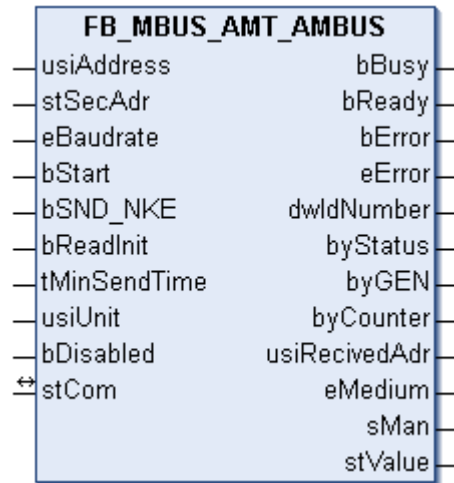 FB_MBUS_AMT_AMBUS
usiAddress bBusy
stSecAdr bReady
eBaudrate bError
bStart eError
bSND_NKE dwIdNumber
bReadInit byStatus
tMinSendTime byGEN
usiUnit byCounter
bDisabled usiRecivedAdr
stCom eMedium
sMan
stValue